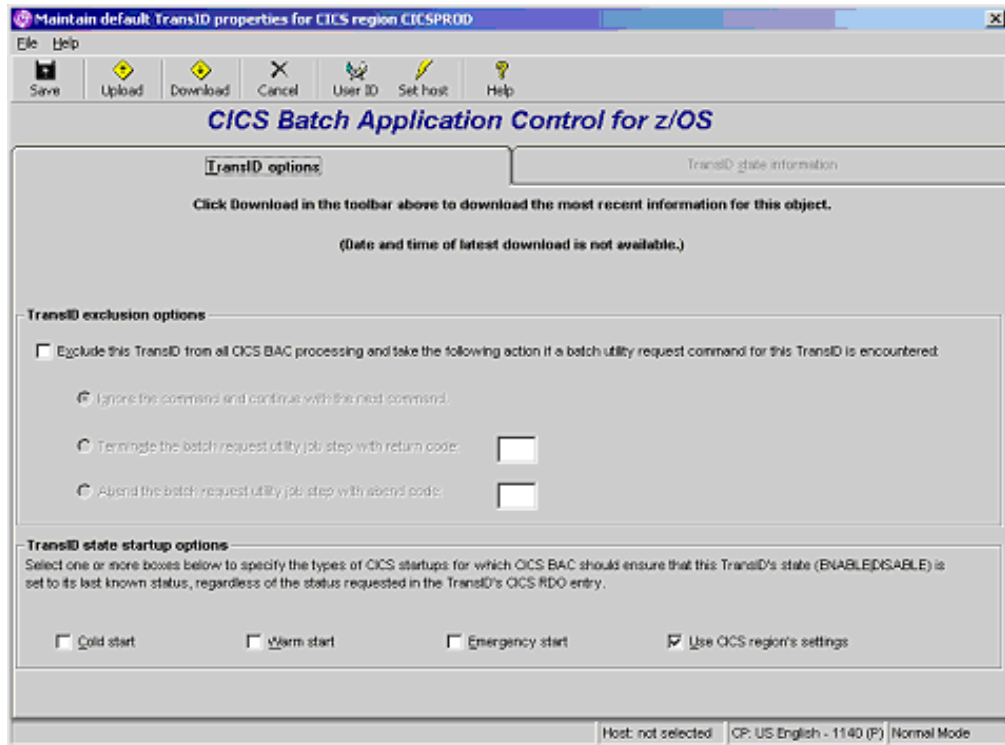 Maintain default TransID properties for CICS region CICSPROD
File Help
Save Upload Download Cancel User ID Set host Help
CICS Batch Application Control for z/OS
TransID options
TransID state information
Click Download in the toolbar above to download the most recent information for this object.
(Date and time of latest download is not available.)
TransID exclusion options
Exclude this TransID from all CICS BAC processing and take the following action if a batch utility request command for this TransID is encountered:
Ignore the command and continue with the next command.
Terminate the batch request utility job step with return code:
Abend the batch request utility job step with abend code:
TransID state startup options
Select one or more boxes below to specify the types of CICS startups for which CICS BAC should ensure that this TransID's state (ENABLE|DISABLE) is
set to its last known status, regardless of the status requested in the TransID's CICS RDO entry.
Cold start Warm start Emergency start Use CICS region's settings
Host: not selected CP: US English - 1140 (P) Normal Mode